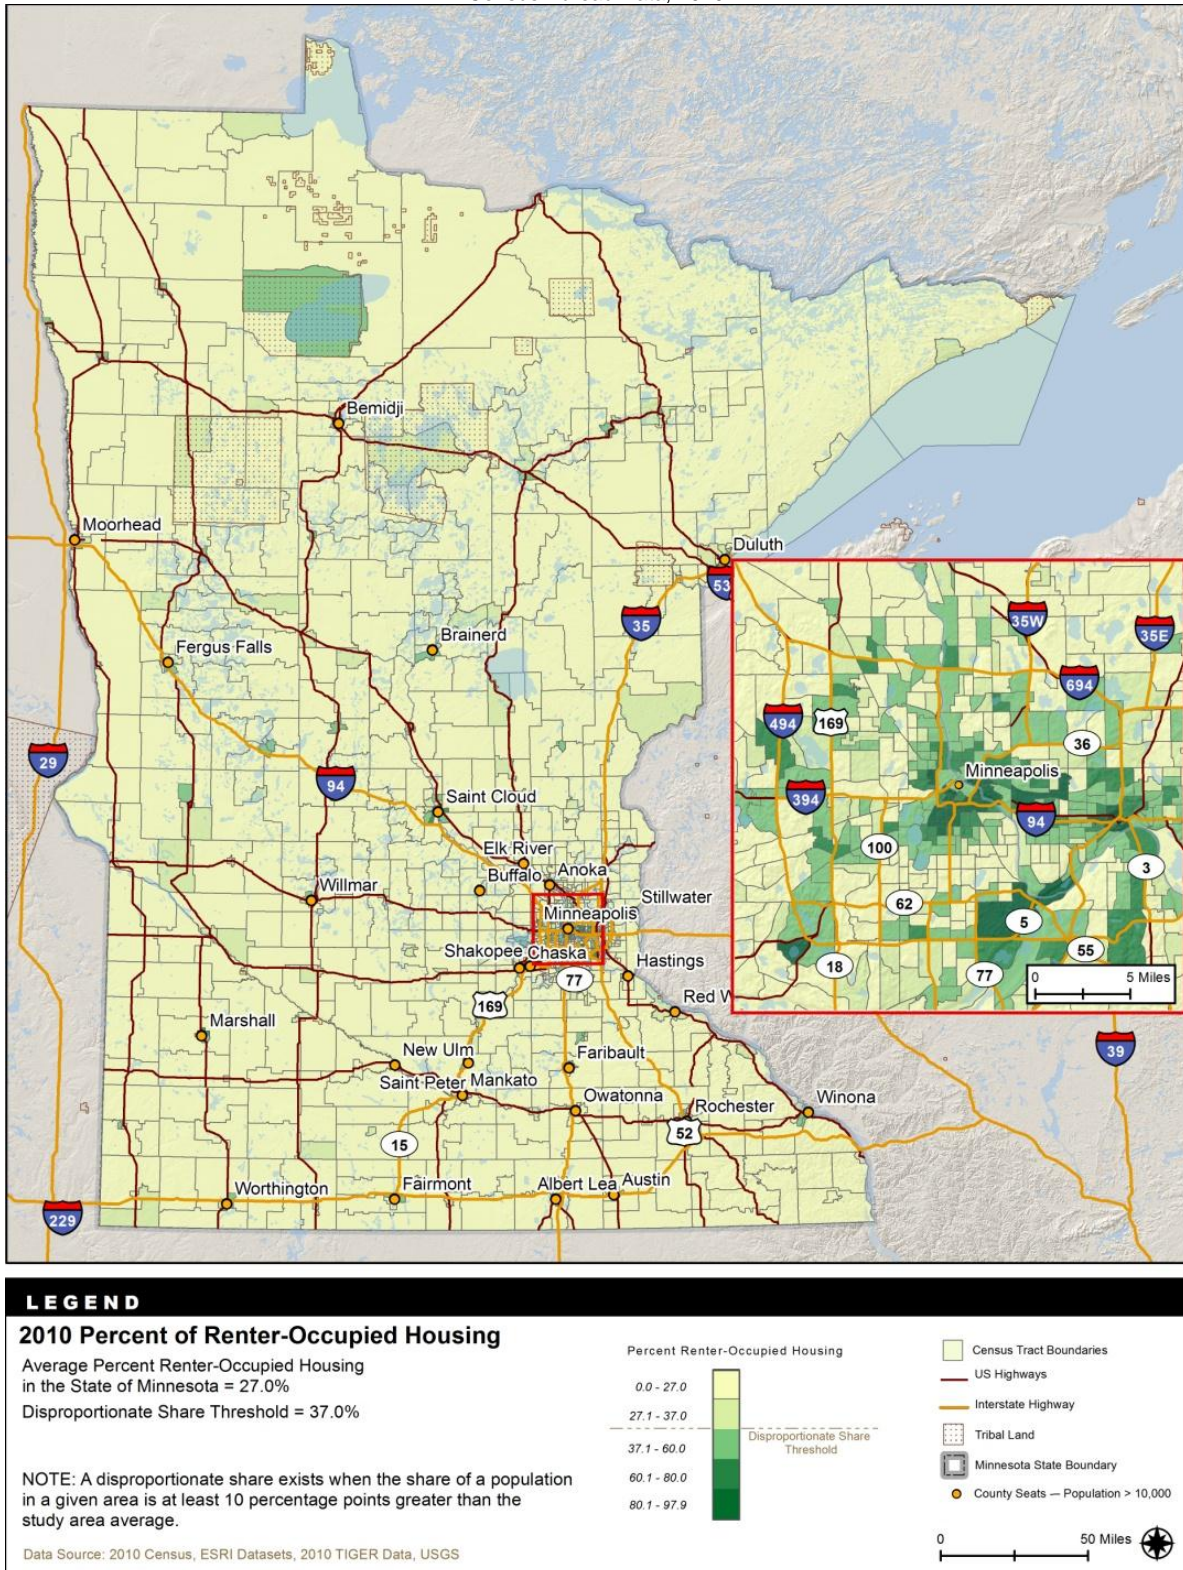 Bemidji
Moorhead
Duluth
53
35
Brainerd
Fergus Falls
29
94
Saint Cloud
Elk River
Anoka
Buffalo
Willmar
Stillwater
Minneapolis
Shakopee
Chaska
Hastings
77
Red W
169
Marshall
New Ulm
Faribault
Saint Peter
Mankato
Owatonna
Rochester
Winona
52
15
Worthington
Fairmont
Albert Lea
Austin
229
39
35W
35E
694
494
169
36
Minneapolis
394
94
100
3
62
5
55
18
77
0 5 Miles
LEGEND
2010 Percent of Renter-Occupied Housing
Average Percent Renter-Occupied Housing
in the State of Minnesota = 27.0%
Disproportionate Share Threshold = 37.0%
NOTE: A disproportionate share exists when the share of a population
in a given area is at least 10 percentage points greater than the
study area average.
Data Source: 2010 Census, ESRI Datasets, 2010 TIGER Data, USGS
Percent Renter-Occupied Housing
0.0 - 27.0
27.1 - 37.0
Disproportionate Share
Threshold
37.1 - 60.0
60.1 - 80.0
80.1 - 97.9
Census Tract Boundaries
US Highways
Interstate Highway
Tribal Land
Minnesota State Boundary
County Seats — Population > 10,000
0 50 Miles